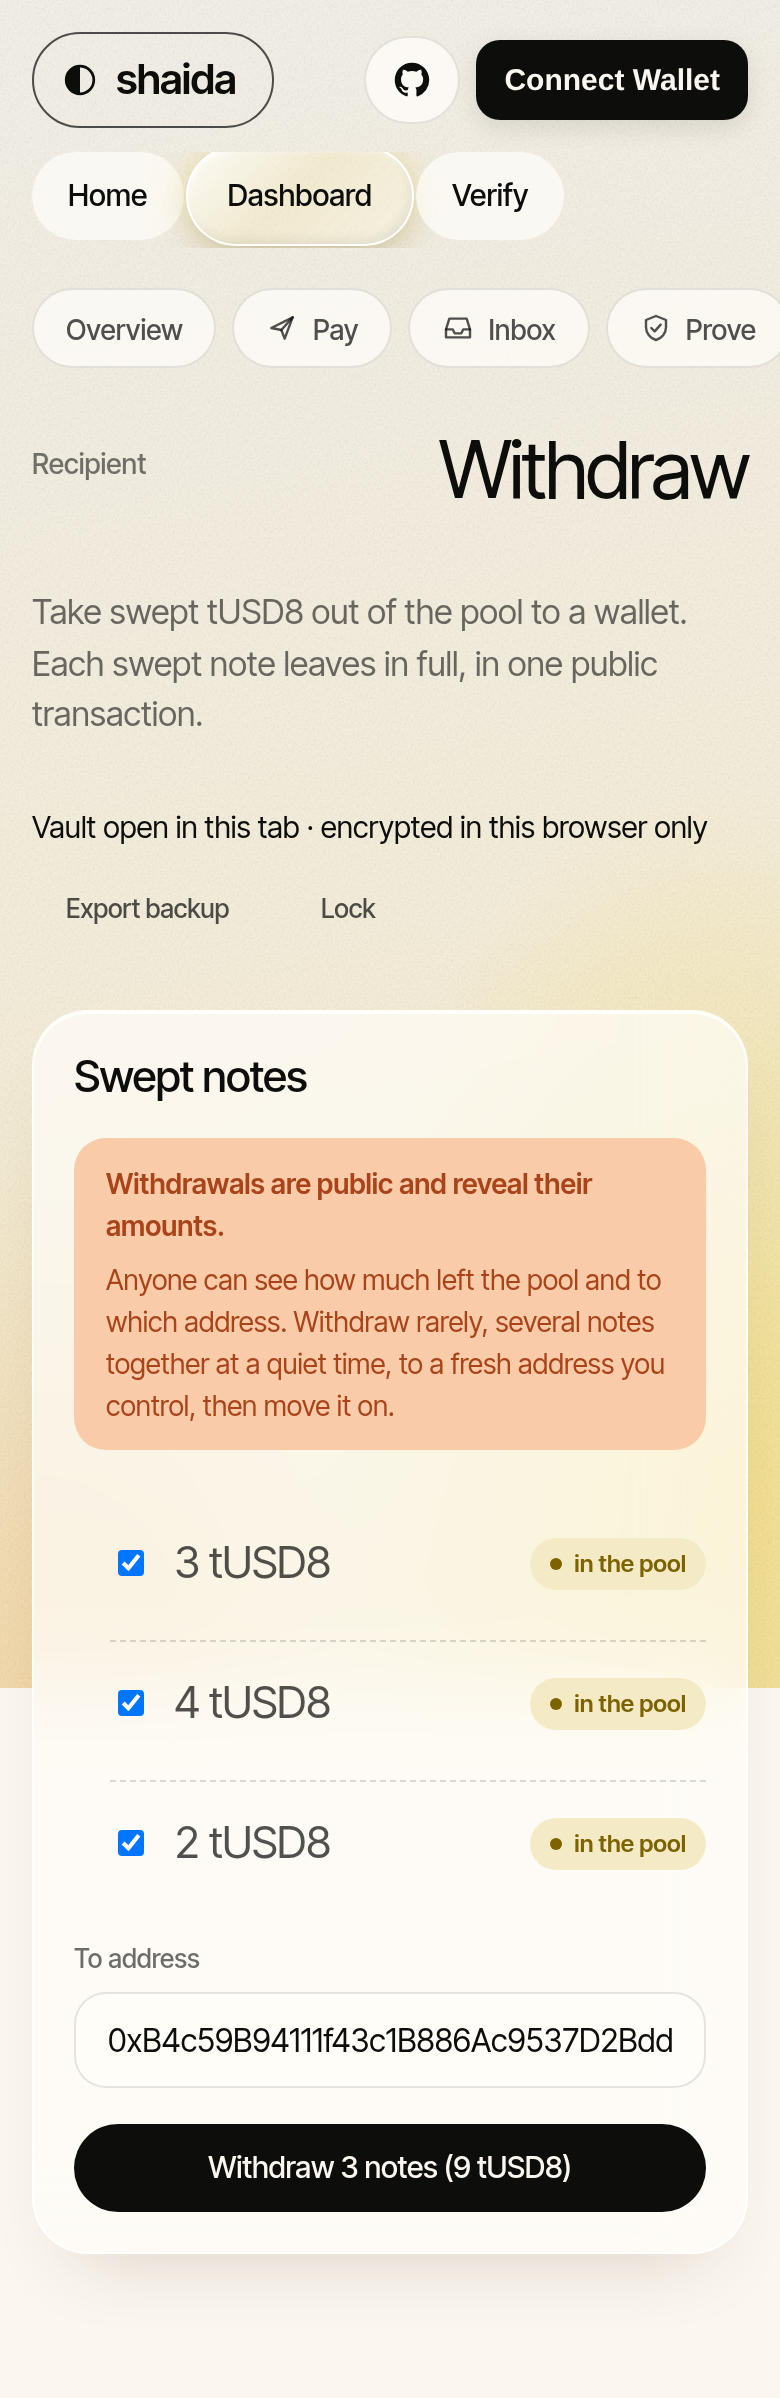 shaida
Connect Wallet
Home
Dashboard
Verify
Overview
Pay
Inbox
Prove
Recipient
Withdraw
Take swept tUSD8 out of the pool to a wallet.
Each swept note leaves in full, in one public
transaction.
Vault open in this tab · encrypted in this browser only
Export backup
Lock
Swept notes
Withdrawals are public and reveal their
amounts.
Anyone can see how much left the pool and to
which address. Withdraw rarely, several notes
together at a quiet time, to a fresh address you
control, then move it on.
3 tUSD8
in the pool
4 tUSD8
in the pool
2 tUSD8
in the pool
To address
0xB4c59B94111f43c1B886Ac9537D2Bdd
Withdraw 3 notes (9 tUSD8)